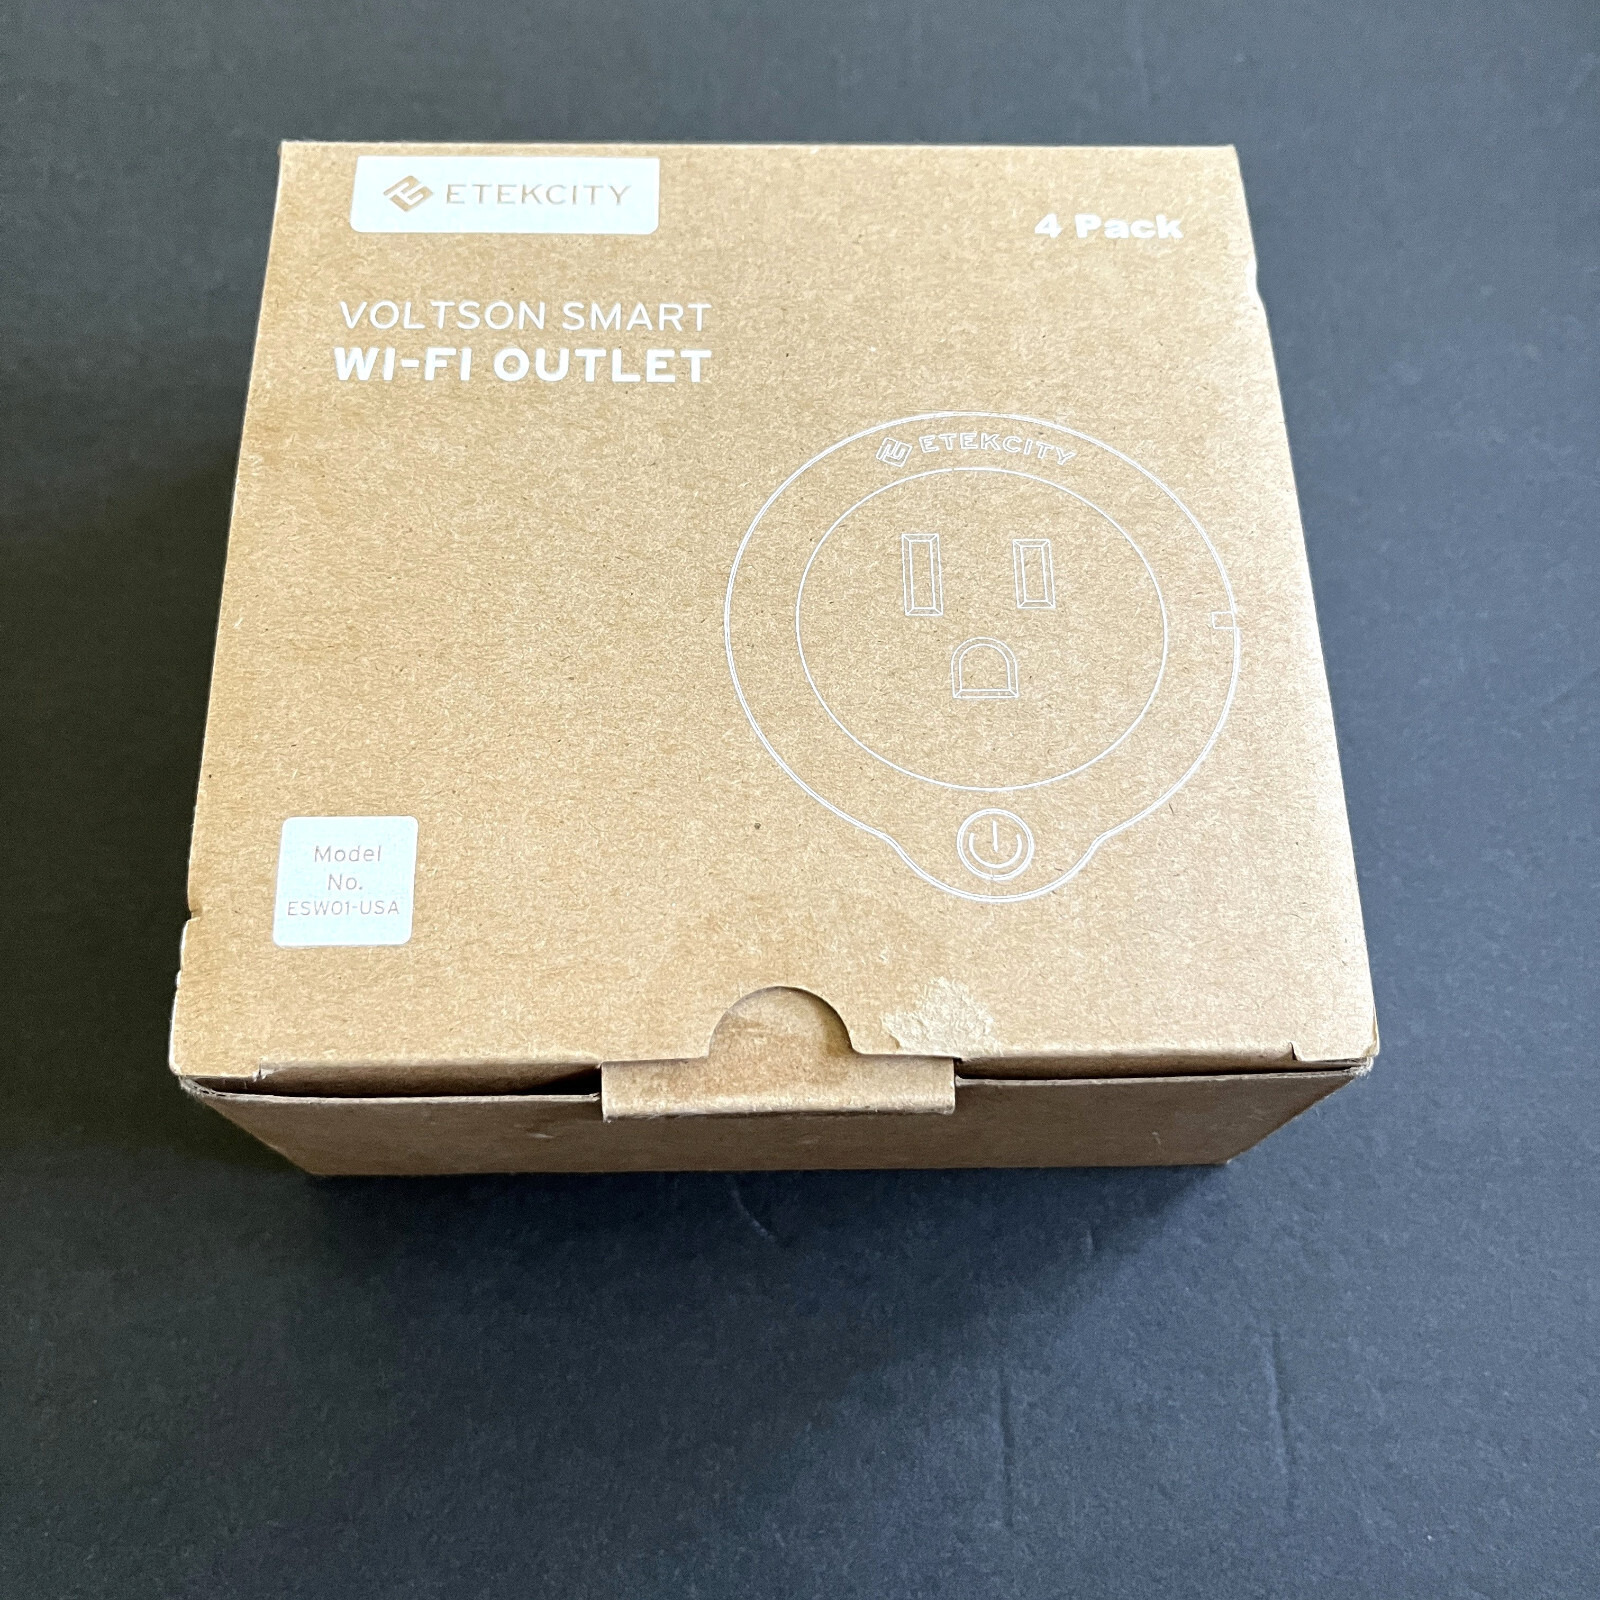 ETEKCITY
4 Pack
VOLTSON SMART
WI-FI OUTLET
ETEKCITY
Model
No.
ESW01-USA